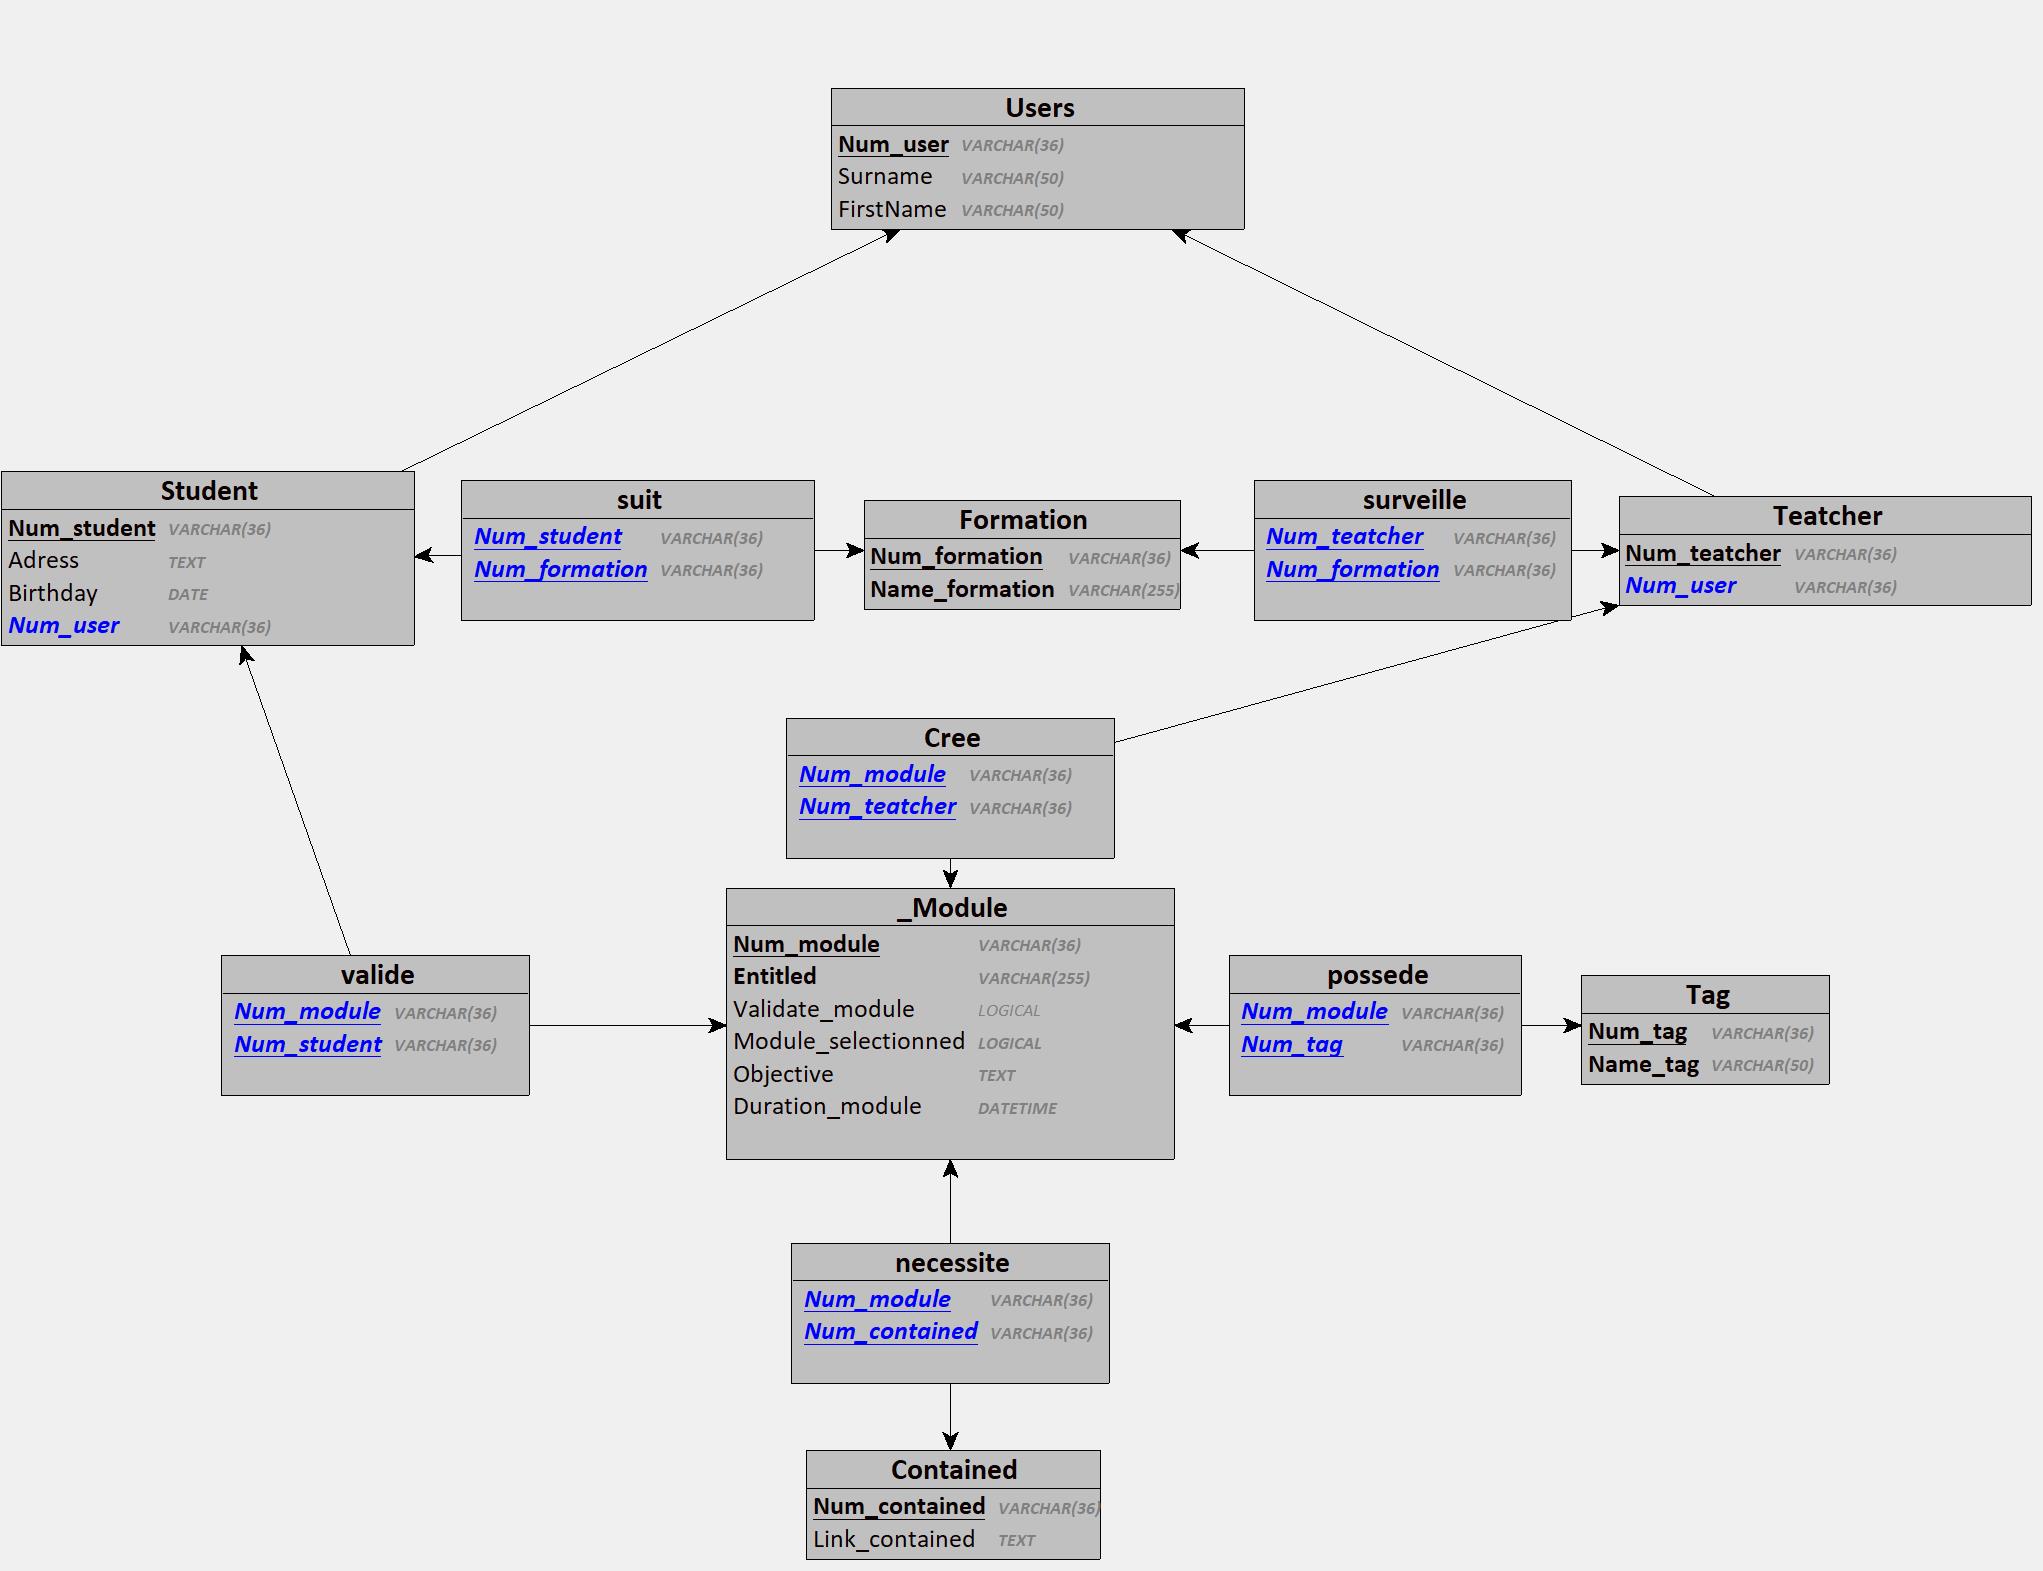 Users
Num_user VARCHAR(36)
Surname VARCHAR(50)
FirstName VARCHAR(50)
Student
Num_student VARCHAR(36)
Adress TEXT
Birthday DATE
Num_user VARCHAR(36)
suit
Num_student VARCHAR(36)
Num_formation VARCHAR(36)
Formation
Num_formation VARCHAR(36)
Name_formation VARCHAR(255)
surveille
Num_teatcher VARCHAR(36)
Num_formation VARCHAR(36)
Teatcher
Num_teatcher VARCHAR(36)
Num_user VARCHAR(36)
Cree
Num_module VARCHAR(36)
Num_teatcher VARCHAR(36)
valide
Num_module VARCHAR(36)
Num_student VARCHAR(36)
_Module
Num_module VARCHAR(36)
Entitled VARCHAR(255)
Validate_module LOGICAL
Module_selectionned LOGICAL
Objective TEXT
Duration_module DATETIME
possede
Num_module VARCHAR(36)
Num_tag VARCHAR(36)
Tag
Num_tag VARCHAR(36)
Name_tag VARCHAR(50)
necessite
Num_module VARCHAR(36)
Num_contained VARCHAR(36)
Contained
Num_contained VARCHAR(36)
Link_contained TEXT